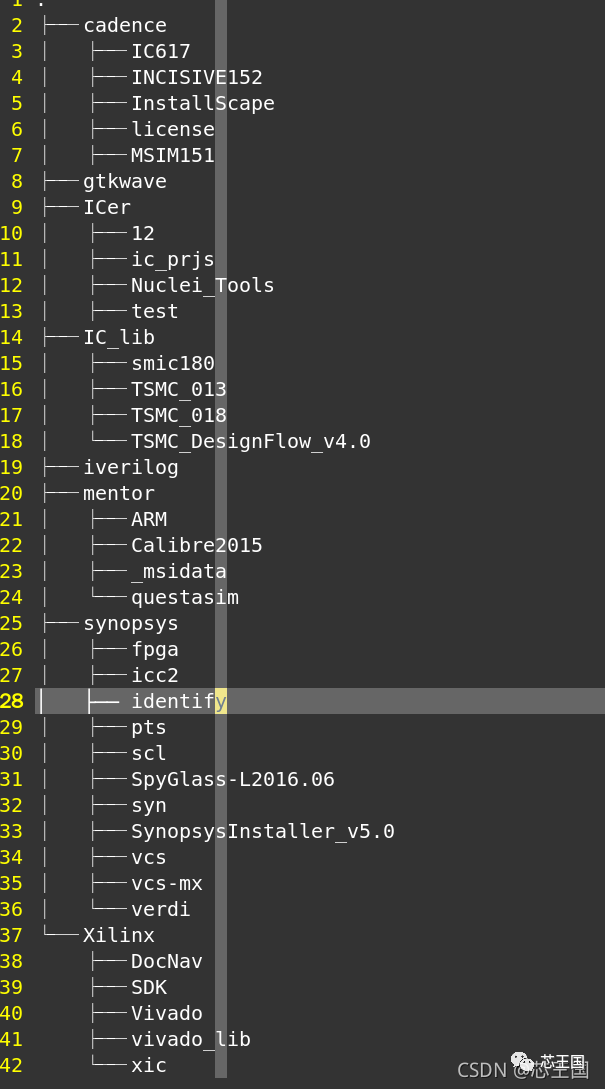 1 .
2 ├── cadence
3 │   ├── IC617
4 │   ├── INCISIVE152
5 │   ├── InstallScape
6 │   ├── license
7 │   ├── MSIM151
8 ├── gtkwave
9 ├── ICer
10 │   ├── 12
11 │   ├── ic_prjs
12 │   ├── Nuclei_Tools
13 │   ├── test
14 ├── IC_lib
15 │   ├── smic180
16 │   ├── TSMC_013
17 │   ├── TSMC_018
18 │   └── TSMC_DesignFlow_v4.0
19 ├── iverilog
20 ├── mentor
21 │   ├── ARM
22 │   ├── Calibre2015
23 │   ├── _msidata
24 │   └── questasim
25 ├── synopsys
26 │   ├── fpga
27 │   ├── icc2
28 │   ├── identify
29 │   ├── pts
30 │   ├── scl
31 │   ├── SpyGlass-L2016.06
32 │   ├── syn
33 │   ├── SynopsysInstaller_v5.0
34 │   ├── vcs
35 │   ├── vcs-mx
36 │   └── verdi
37 └── Xilinx
38     ├── DocNav
39     ├── SDK
40     ├── Vivado
41     ├── vivado_lib
42     └── xic
芯王国
CSDN @芯王国